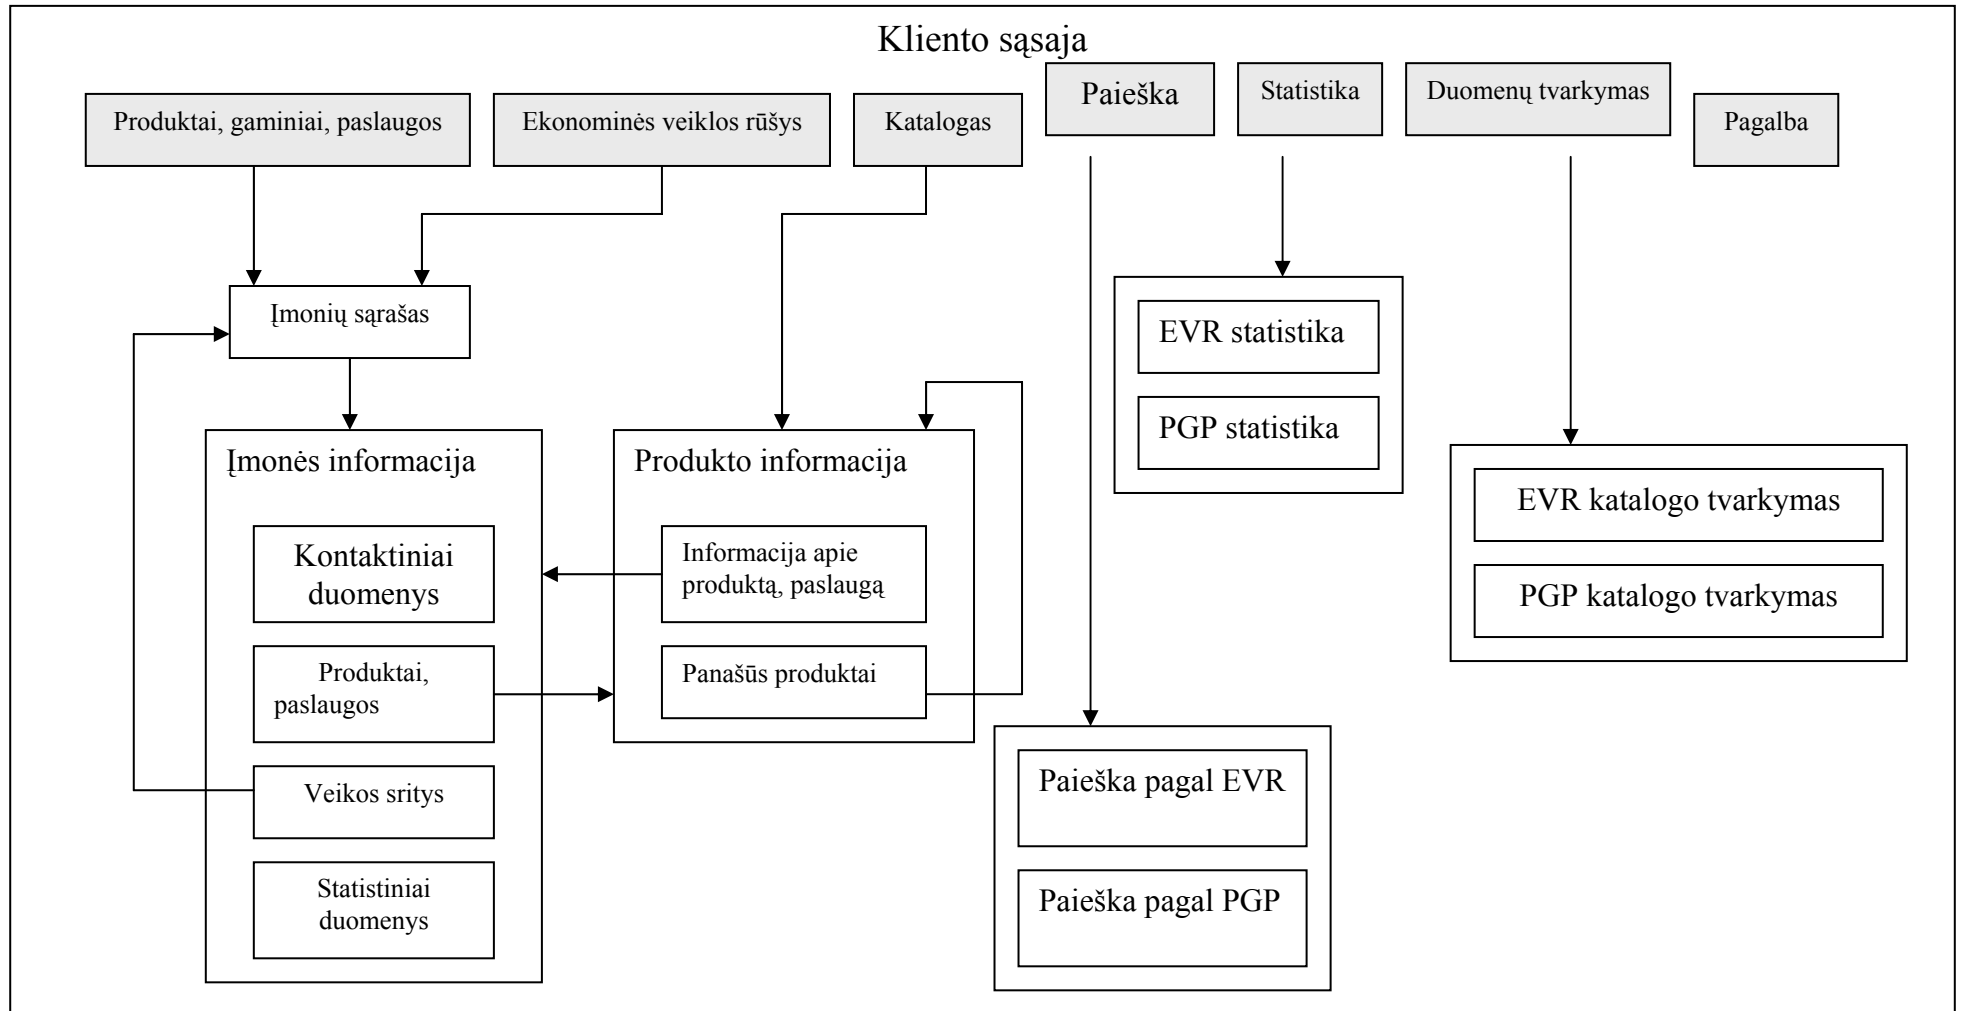 Kliento sąsaja
Produktai, gaminiai, paslaugos
Ekonominės veiklos rūšys
Katalogas
Paieška
Statistika
Duomenų tvarkymas
Pagalba
Įmonių sąrašas
EVR statistika
PGP statistika
Įmonės informacija
Kontaktiniai
duomenys
Produktai,
paslaugos
Veikos sritys
Statistiniai
duomenys
Produkto informacija
Informacija apie
produktą, paslaugą
Panašūs produktai
EVR katalogo tvarkymas
PGP katalogo tvarkymas
Paieška pagal EVR
Paieška pagal PGP